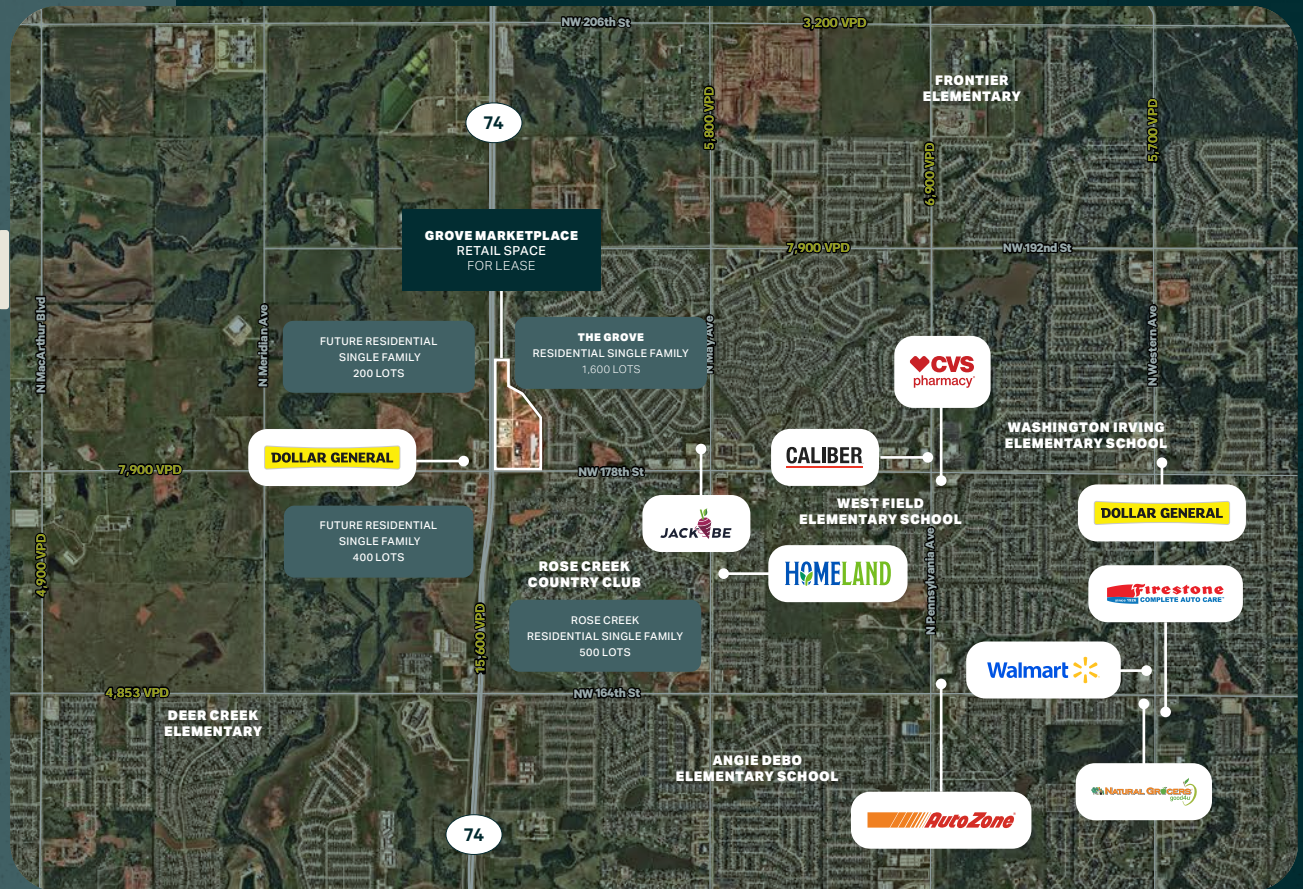 NW 206th St
3,200 VPD
FRONTIER
ELEMENTARY
74
5,800 VPD
5,700 VPD
6,900 VPD
GROVE MARKETPLACE
RETAIL SPACE
FOR LEASE
7,900 VPD
NW 192nd St
N MacArthur Blvd
N Meridian Ave
FUTURE RESIDENTIAL
SINGLE FAMILY
200 LOTS
THE GROVE
RESIDENTIAL SINGLE FAMILY
1,600 LOTS
N May Ave
N Western Ave
CVS
pharmacy
WASHINGTON IRVING
ELEMENTARY SCHOOL
DOLLAR GENERAL
CALIBER
7,900 VPD
NW 178th St
WEST FIELD
ELEMENTARY SCHOOL
DOLLAR GENERAL
JACK BE
FUTURE RESIDENTIAL
SINGLE FAMILY
400 LOTS
4,900 VPD
ROSE CREEK
COUNTRY CLUB
HOMELAND
N Pennsylvania Ave
Firestone
COMPLETE AUTO CARE
15,600 VPD
ROSE CREEK
RESIDENTIAL SINGLE FAMILY
500 LOTS
Walmart
4,853 VPD
NW 164th St
DEER CREEK
ELEMENTARY
ANGIE DEBO
ELEMENTARY SCHOOL
NATURAL GROCERS
good4u
AutoZone
74